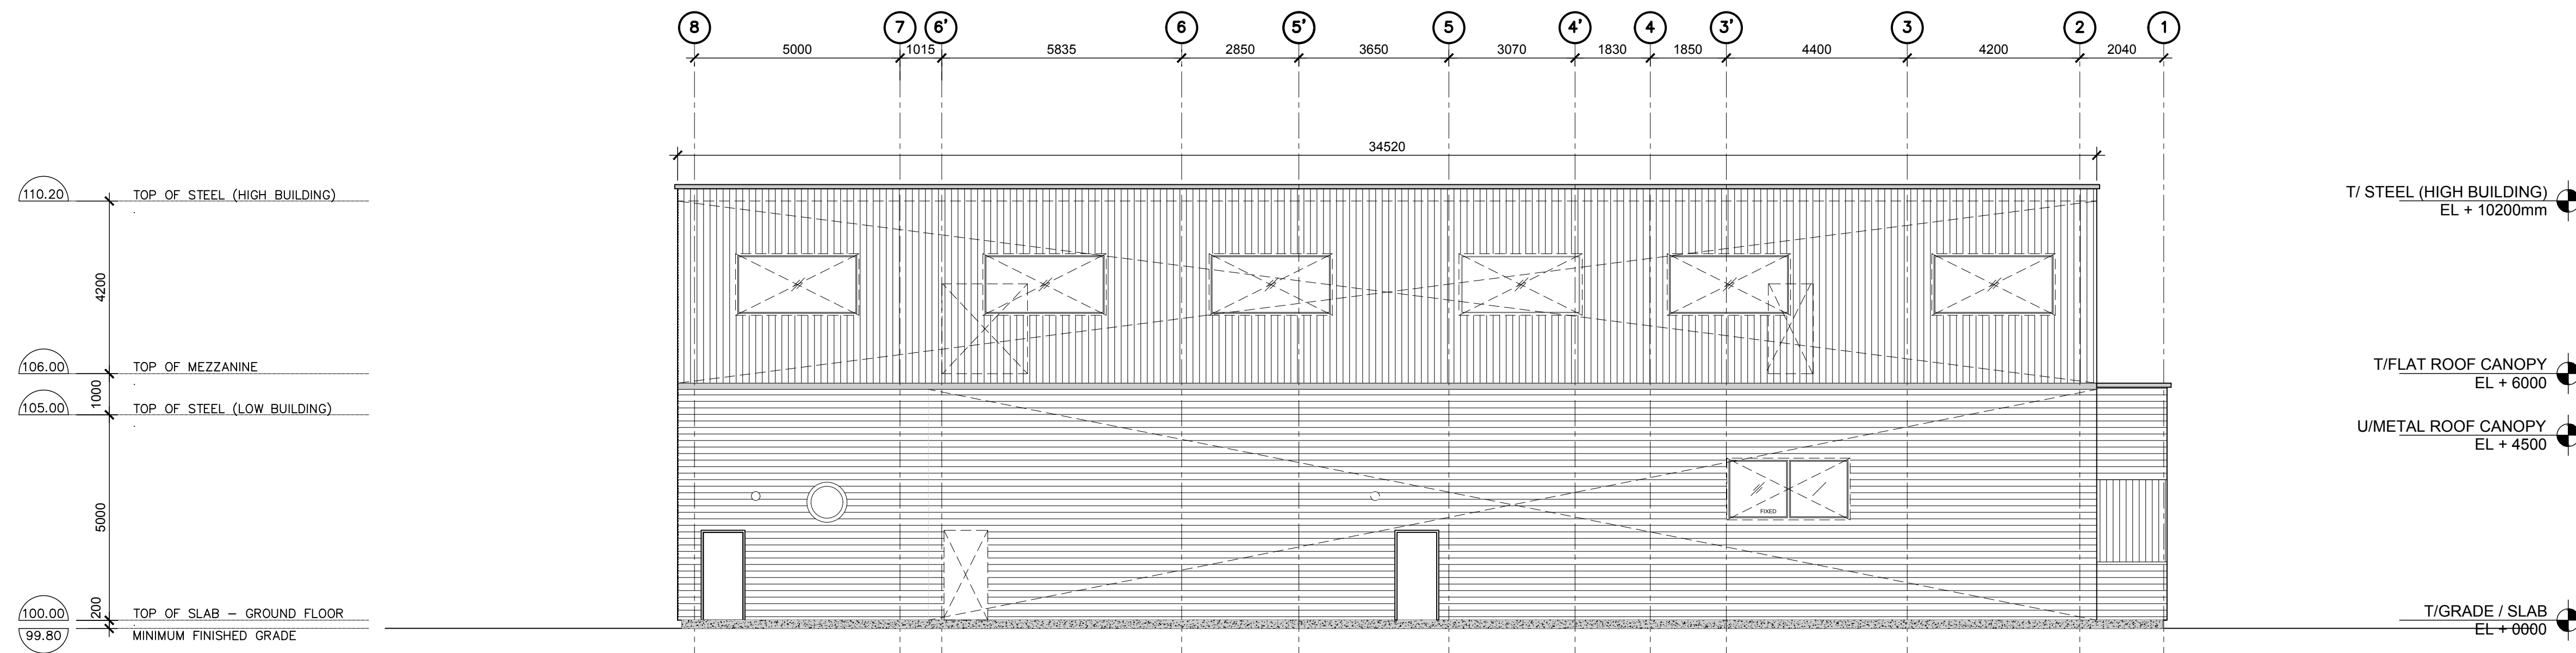 8 7 6' 6 5' 5 4' 4 3' 3 2 1
5000 1015 5835 2850 3650 3070 1830 1850 4400 4200 2040
34520
110.20 TOP OF STEEL (HIGH BUILDING)
4200
106.00 TOP OF MEZZANINE
1000
105.00 TOP OF STEEL (LOW BUILDING)
5000
100.00 TOP OF SLAB – GROUND FLOOR
200
99.80 MINIMUM FINISHED GRADE
FIXED
T/ STEEL (HIGH BUILDING)
EL + 10200mm
T/FLAT ROOF CANOPY
EL + 6000
U/METAL ROOF CANOPY
EL + 4500
T/GRADE / SLAB
EL + 0000